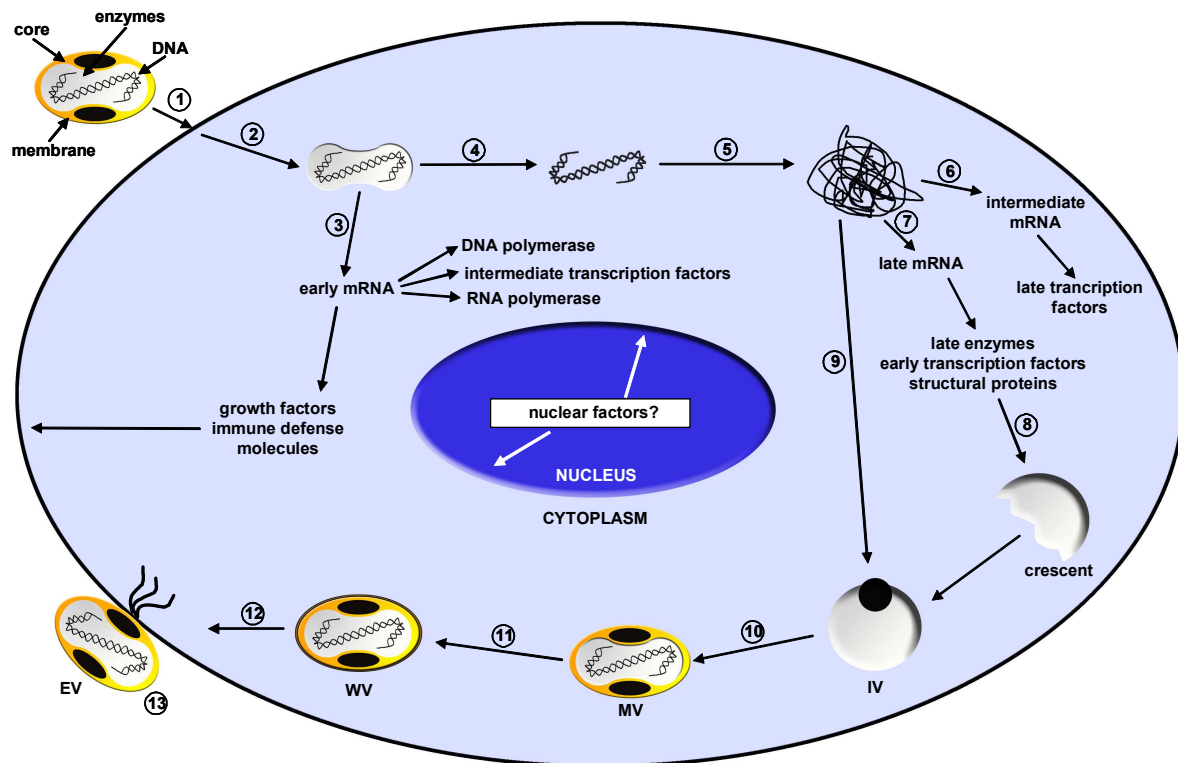 enzymes
core
DNA
membrane
1
2
3
4
5
6
7
intermediate
mRNA
late mRNA
late trancription
factors
early mRNA
DNA polymerase
intermediate transcription factors
RNA polymerase
late enzymes
early transcription factors
structural proteins
8
9
growth factors
immune defense
molecules
nuclear factors?
NUCLEUS
CYTOPLASM
crescent
IV
10
MV
11
WV
12
EV
13